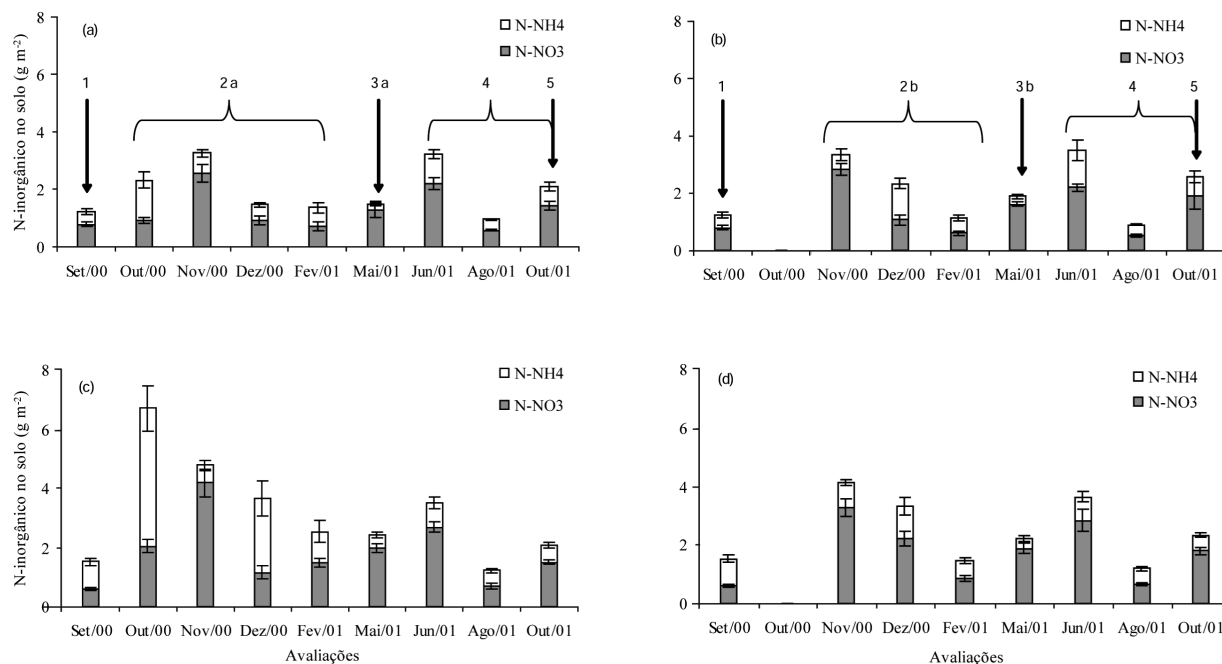 (a)
N-NH4
N-NO3
N-inorgânico no solo (g m-2)
8
6
4
2
0
1
2 a
3 a
4
5
Set/00 Out/00 Nov/00 Dez/00 Fev/01 Mai/01 Jun/01 Ago/01 Out/01
(b)
N-NH4
N-NO3
8
6
4
2
0
1
2 b
3 b
4
5
Set/00 Out/00 Nov/00 Dez/00 Fev/01 Mai/01 Jun/01 Ago/01 Out/01
(c)
N-NH4
N-NO3
N-inorgânico no solo (g m-2)
8
6
4
2
0
Set/00 Out/00 Nov/00 Dez/00 Fev/01 Mai/01 Jun/01 Ago/01 Out/01
Avaliações
(d)
N-NH4
N-NO3
8
6
4
2
0
Set/00 Out/00 Nov/00 Dez/00 Fev/01 Mai/01 Jun/01 Ago/01 Out/01
Avaliações